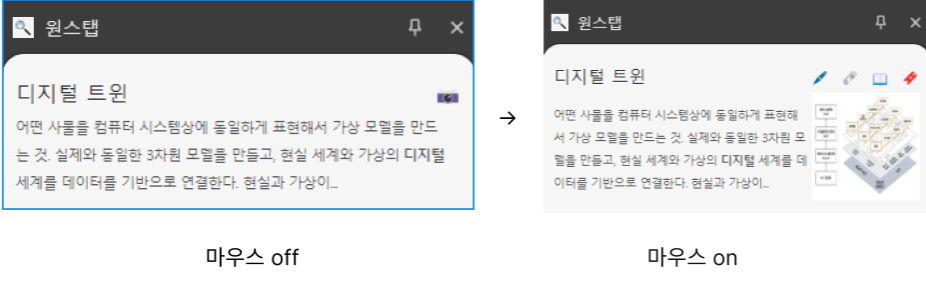 원스탭
디지털 트윈
어떤 사물을 컴퓨터 시스템상에 동일하게 표현해서 가상 모델을 만드
는 것. 실제와 동일한 3차원 모델을 만들고, 현실 세계와 가상의 디지털
세계를 데이터를 기반으로 연결한다. 현실과 가상이...
마우스 off
→
원스탭
디지털 트윈
어떤 사물을 컴퓨터 시스템상에 동일하게 표현해
서 가상 모델을 만드는 것. 실제와 동일한 3차원 모
델을 만들고, 현실 세계와 가상의 디지털 세계를 데
이터를 기반으로 연결한다. 현실과 가상이...
마우스 on